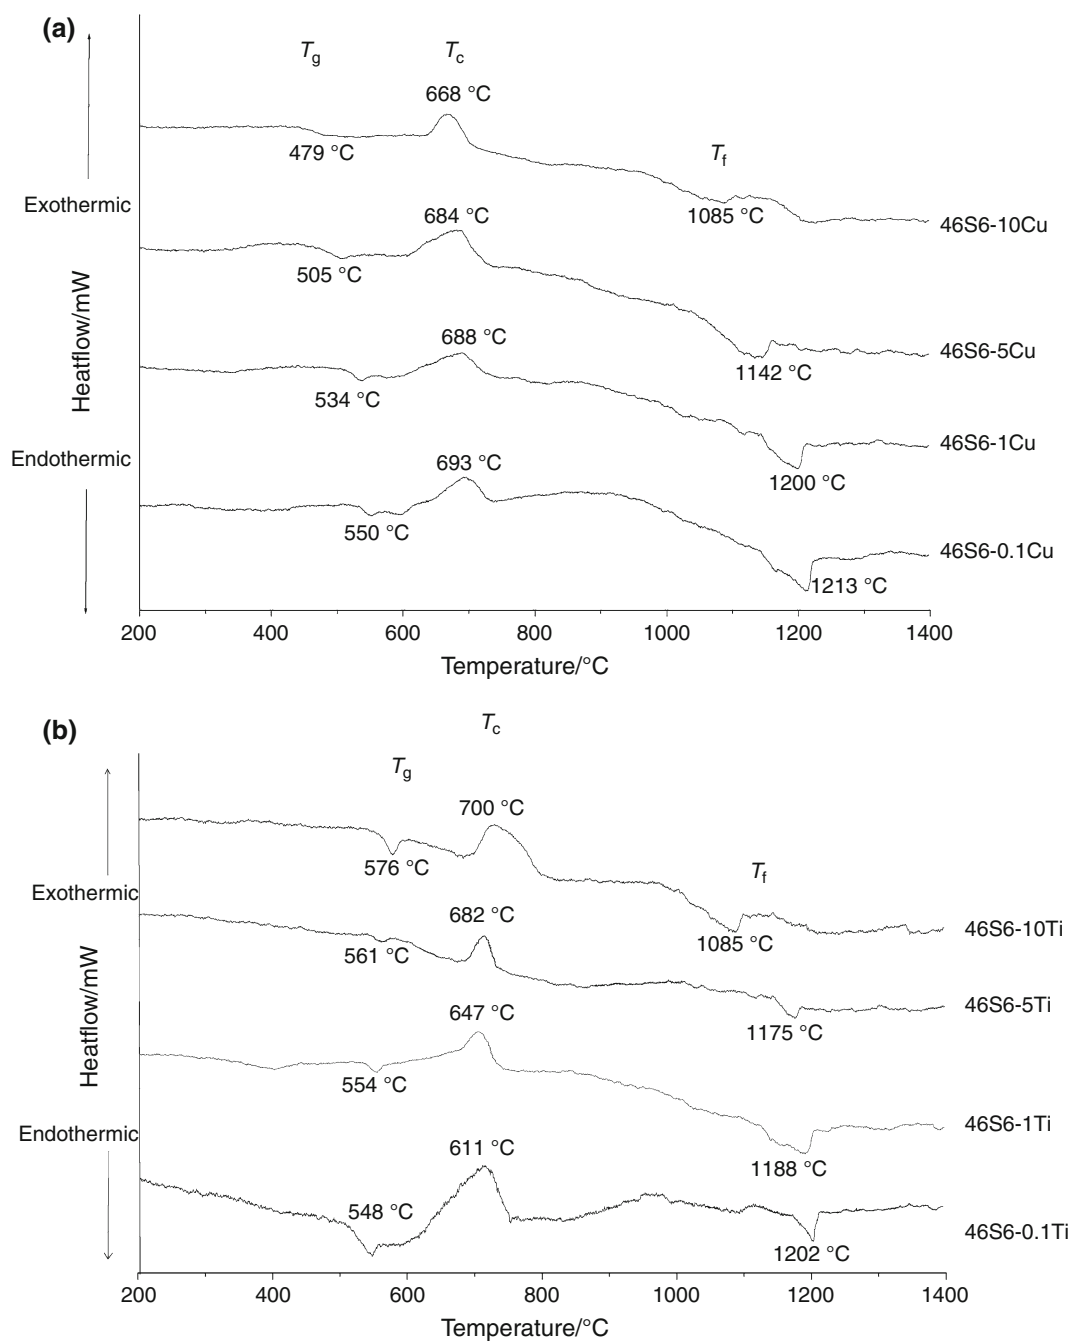 (a)
Tg Tc
668 °C
479 °C
Tf
1085 °C
46S6-10Cu
Exothermic
684 °C
505 °C
1142 °C
46S6-5Cu
Heatflow/mW
688 °C
534 °C
1200 °C
46S6-1Cu
Endothermic
693 °C
550 °C
1213 °C
46S6-0.1Cu
200 400 600 800 1000 1200 1400
Temperature/°C
(b)
Tc
Tg
700 °C
576 °C
Tf
1085 °C
46S6-10Ti
Exothermic
682 °C
561 °C
1175 °C
46S6-5Ti
Heatflow/mW
647 °C
554 °C
1188 °C
46S6-1Ti
Endothermic
611 °C
548 °C
1202 °C
46S6-0.1Ti
200 400 600 800 1000 1200 1400
Temperature/°C